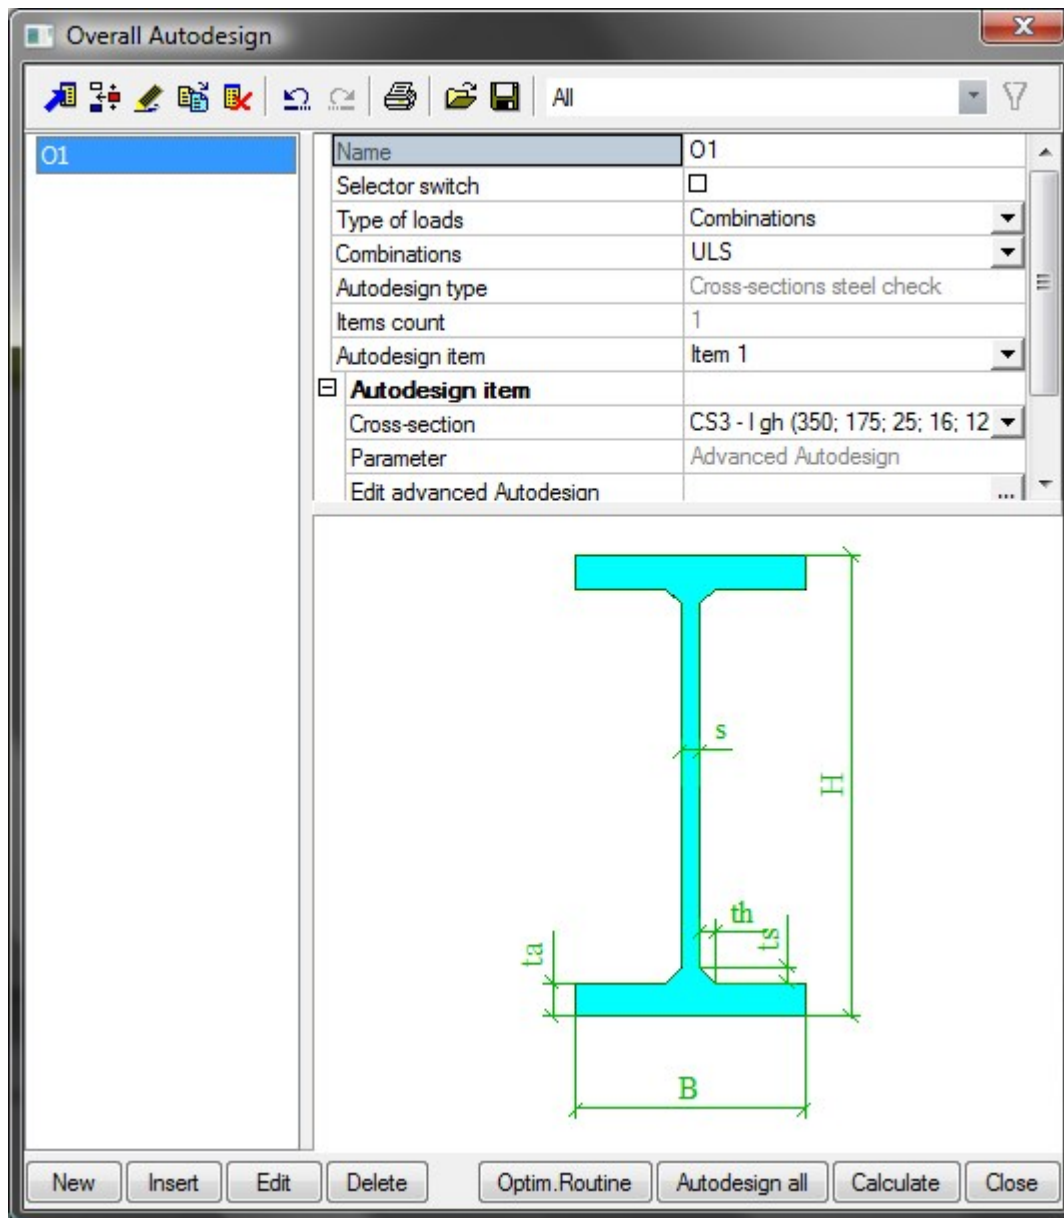 Overall Autodesign
All
O1
Name O1
Selector switch
Type of loads Combinations
Combinations ULS
Autodesign type Cross-sections steel check
Items count 1
Autodesign item Item 1
Autodesign item
Cross-section CS3 - I gh (350; 175; 25; 16; 12
Parameter Advanced Autodesign
Edit advanced Autodesign ...
s
H
th
ts
ta
B
New Insert Edit Delete Optim.Routine Autodesign all Calculate Close